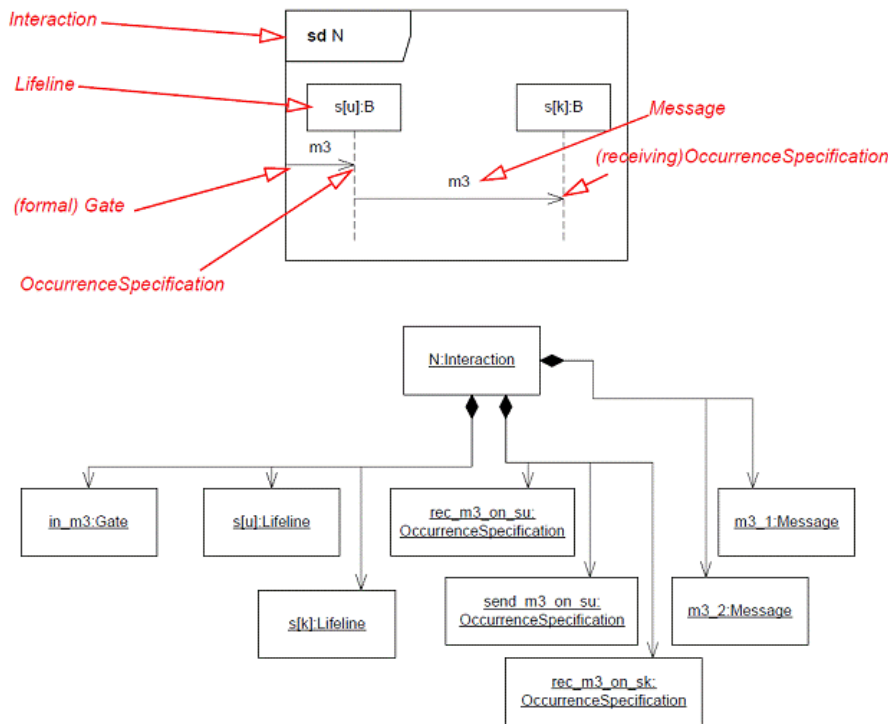 Interaction
sd N
Lifeline
s[u]:B
s[k]:B
Message
m3
(receiving)OccurrenceSpecification
m3
(formal) Gate
OccurrenceSpecification
N:Interaction
in_m3:Gate
s[u]:Lifeline
rec_m3_on_su:
OccurrenceSpecification
m3_1:Message
s[k]:Lifeline
send_m3_on_su:
OccurrenceSpecification
m3_2:Message
rec_m3_on_sk:
OccurrenceSpecification